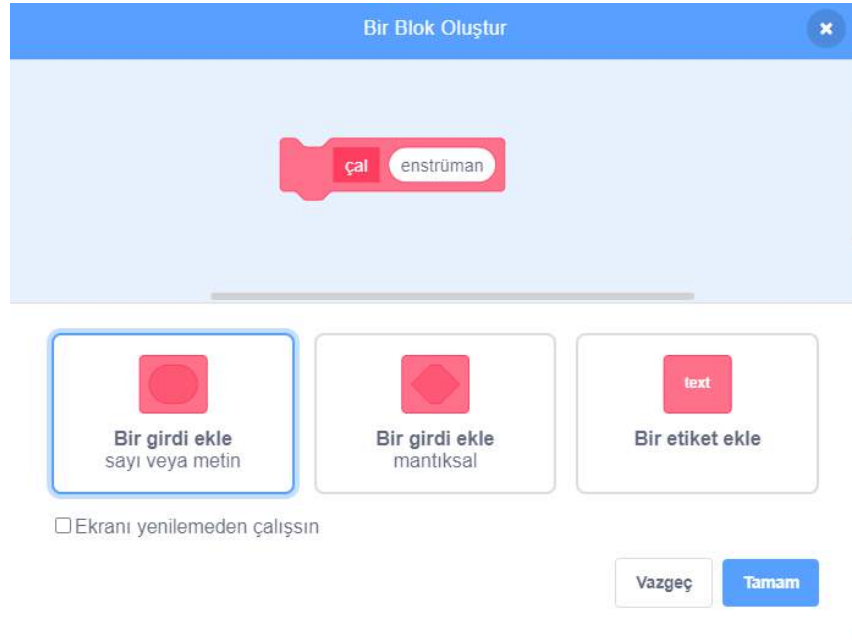 Bir Blok Oluştur
çal enstrüman
text
Bir girdi ekle
sayı veya metin
Bir girdi ekle
mantıksal
Bir etiket ekle
Ekranı yenilemeden çalışsın
Vazgeç
Tamam